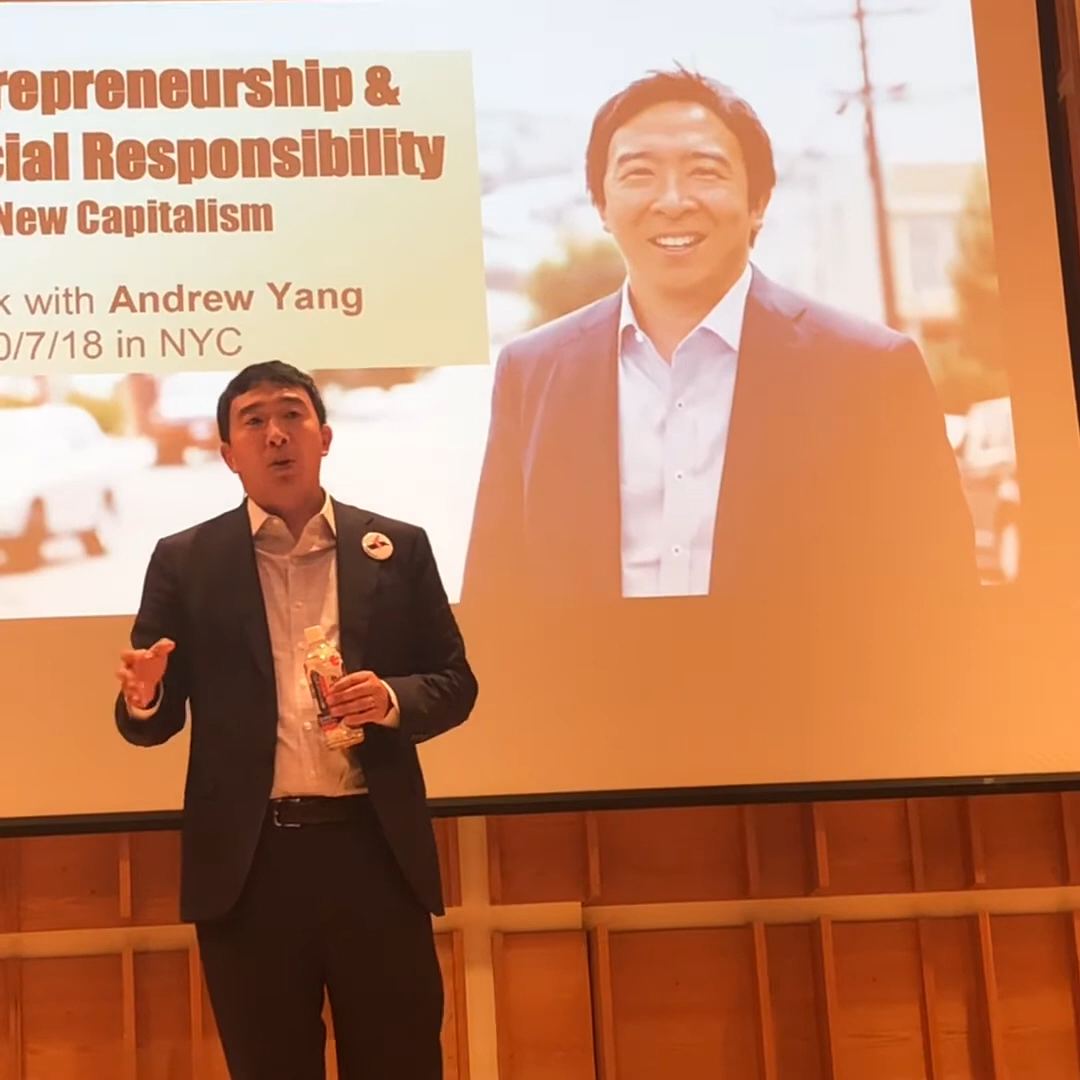 repreneurship &
cial Responsibility
New Capitalism
k with Andrew Yang
0/7/18 in NYC